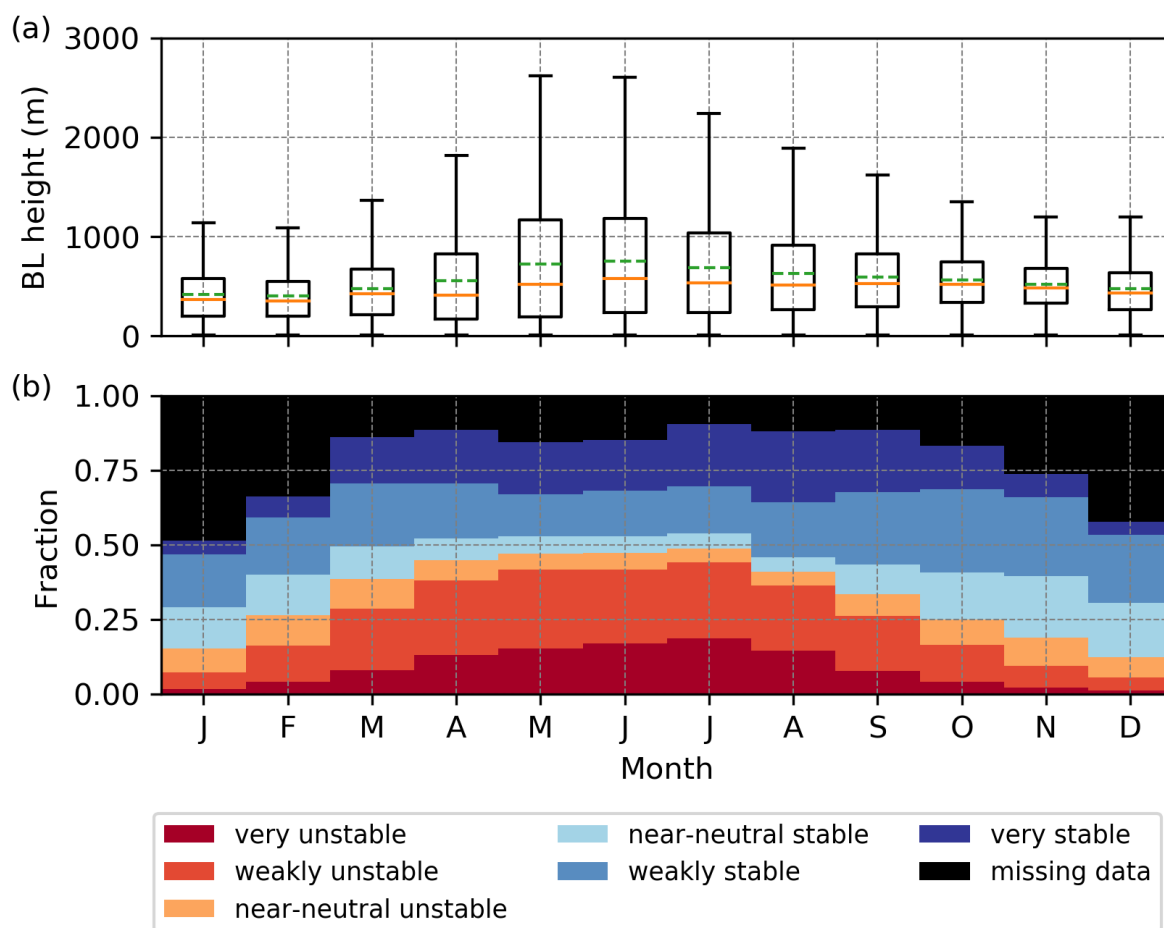 (a)
3000
2000
1000
0
BL height (m)
(b)
1.00
0.75
0.50
0.25
0.00
Fraction
J F M A M J J A S O N D
Month
very unstable near-neutral stable very stable
weakly unstable weakly stable missing data
near-neutral unstable